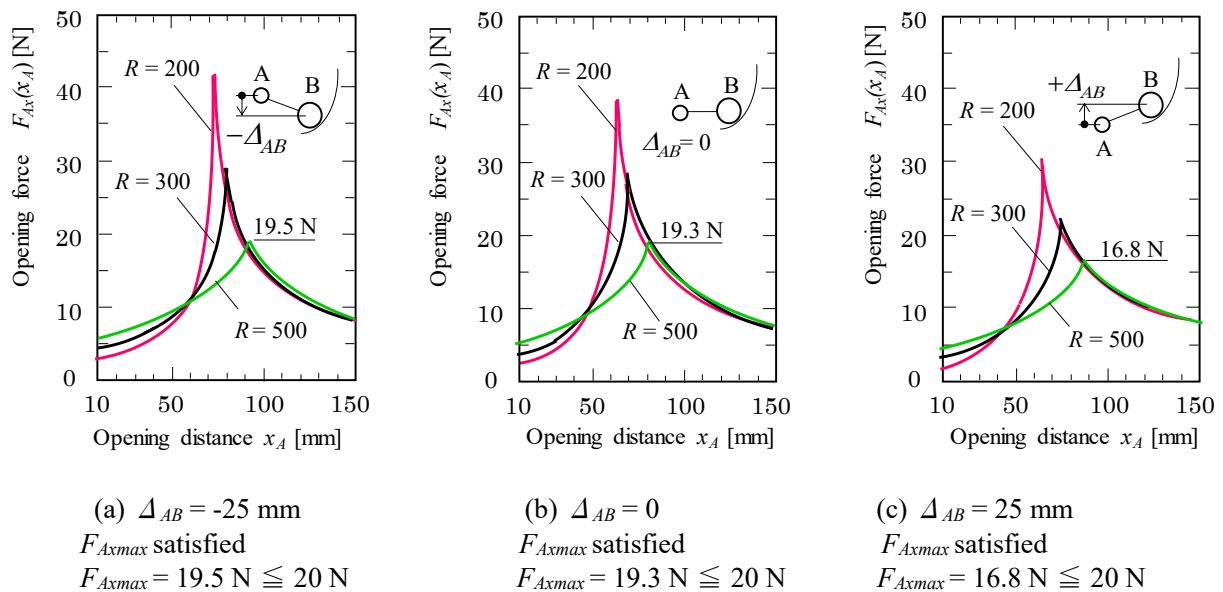 Opening force F_Ax(x_A) [N]
50
40
30
20
10
0
R = 200
R = 300
R = 500
A
B
−Δ_AB
19.5 N
10
50
100
150
Opening distance x_A [mm]
(a) Δ_AB = -25 mm
F_Axmax satisfied
F_Axmax = 19.5 N ≦ 20 N
Opening force F_Ax(x_A) [N]
50
40
30
20
10
0
R = 200
R = 300
R = 500
A
B
Δ_AB = 0
19.3 N
10
50
100
150
Opening distance x_A [mm]
(b) Δ_AB = 0
F_Axmax satisfied
F_Axmax = 19.3 N ≦ 20 N
Opening force F_Ax(x_A) [N]
50
40
30
20
10
0
R = 200
R = 300
R = 500
+Δ_AB
B
A
16.8 N
10
50
100
150
Opening distance x_A [mm]
(c) Δ_AB = 25 mm
F_Axmax satisfied
F_Axmax = 16.8 N ≦ 20 N